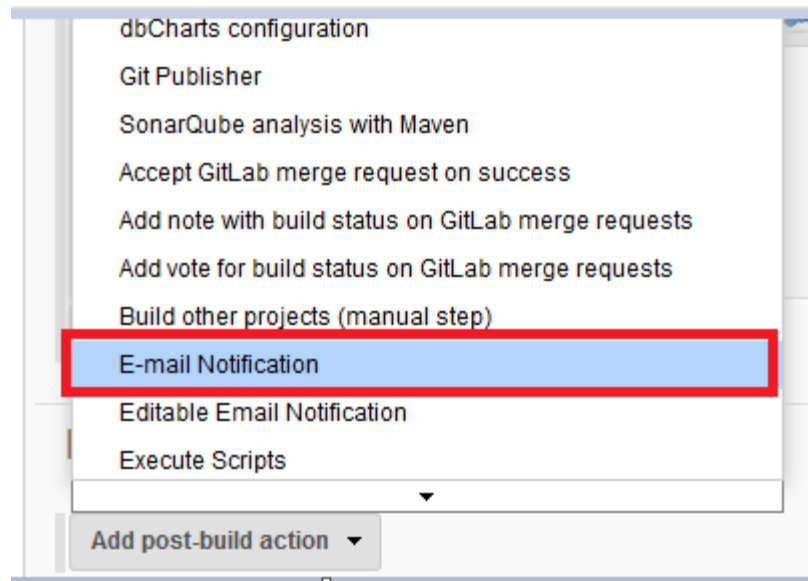 dbCharts configuration
Git Publisher
SonarQube analysis with Maven
Accept GitLab merge request on success
Add note with build status on GitLab merge requests
Add vote for build status on GitLab merge requests
Build other projects (manual step)
E-mail Notification
Editable Email Notification
Execute Scripts
Add post-build action